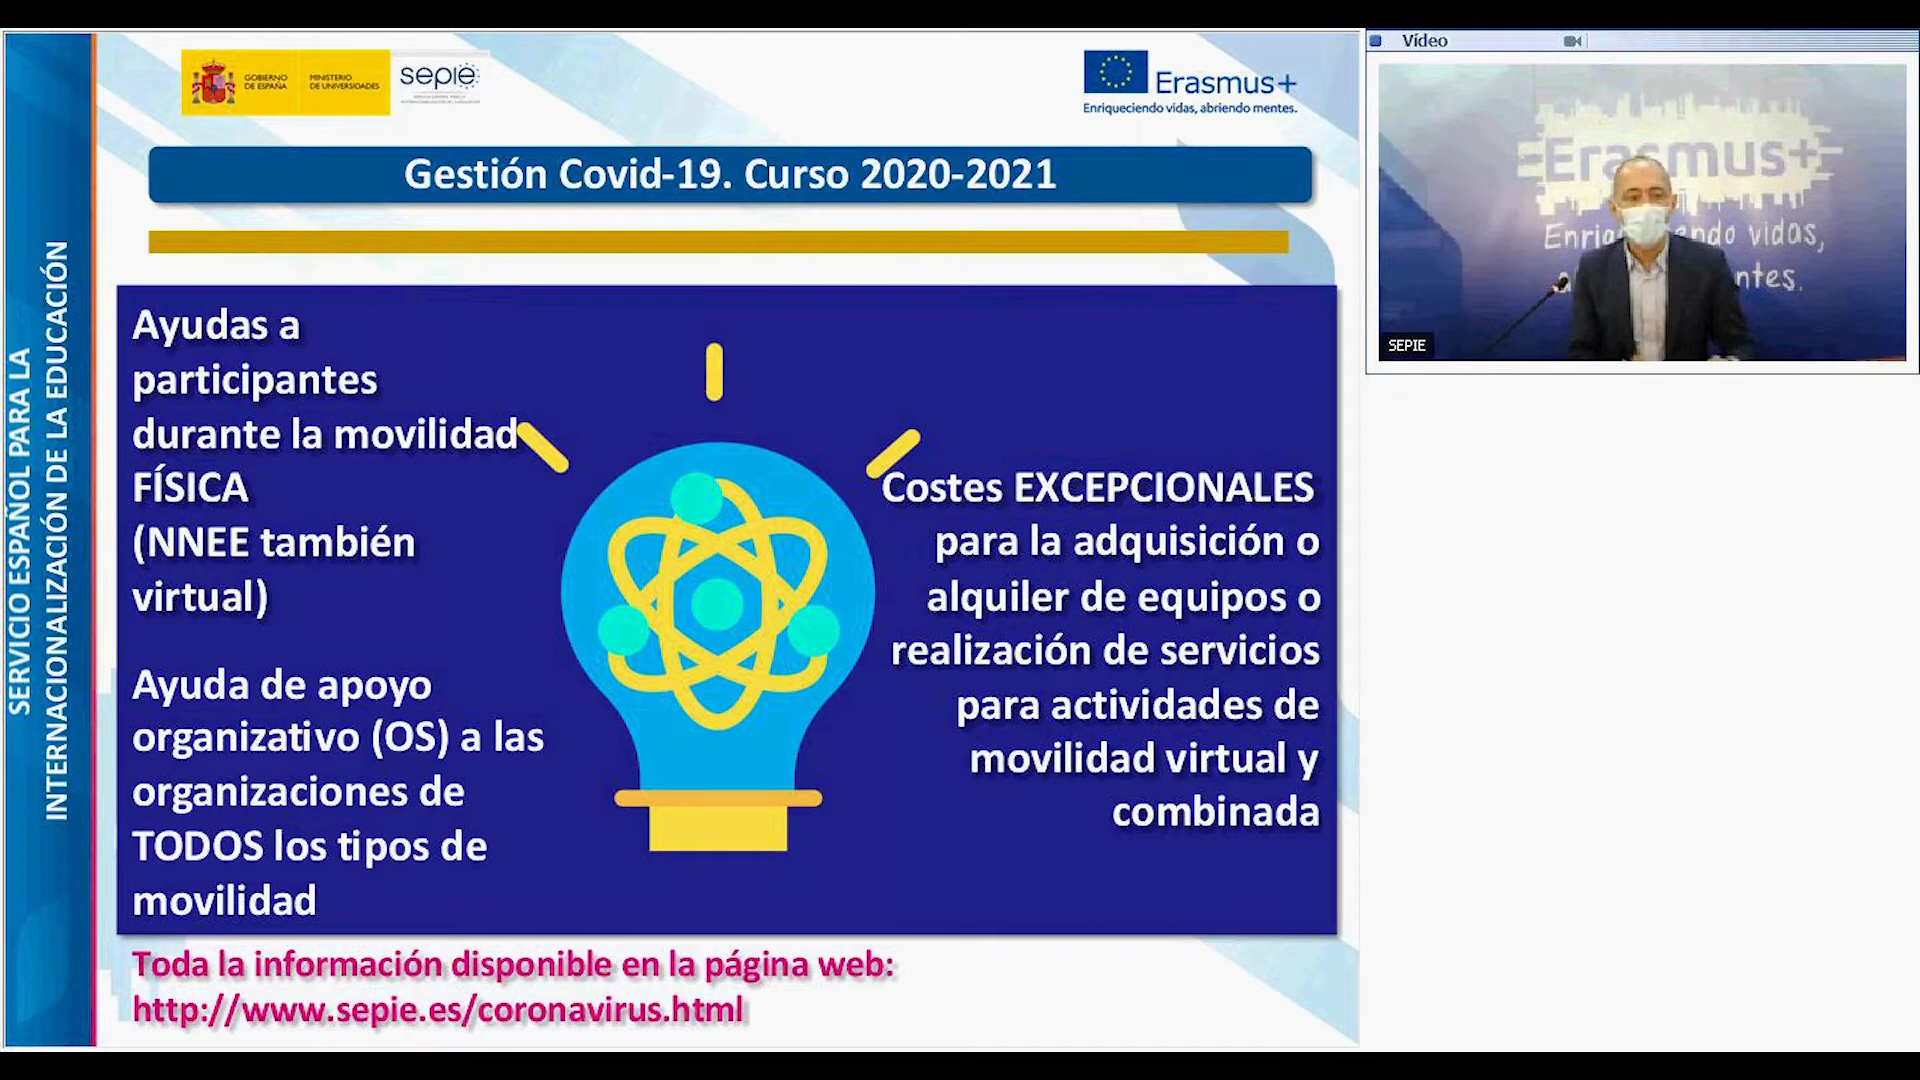 GOBIERNO
DE ESPAÑA
MINISTERIO
DE UNIVERSIDADES
sepie
Erasmus+
Enriqueciendo vidas, abriendo mentes.
Gestión Covid-19. Curso 2020-2021
SERVICIO ESPAÑOL PARA LA
INTERNACIONALIZACIÓN DE LA EDUCACIÓN
Ayudas a
participantes
durante la movilidad
FÍSICA
(NNEE también
virtual)
Ayuda de apoyo
organizativo (OS) a las
organizaciones de
TODOS los tipos de
movilidad
Costes EXCEPCIONALES
para la adquisición o
alquiler de equipos o
realización de servicios
para actividades de
movilidad virtual y
combinada
Toda la información disponible en la página web:
http://www.sepie.es/coronavirus.html
Vídeo
Erasmus+
vidas,
SEPIE